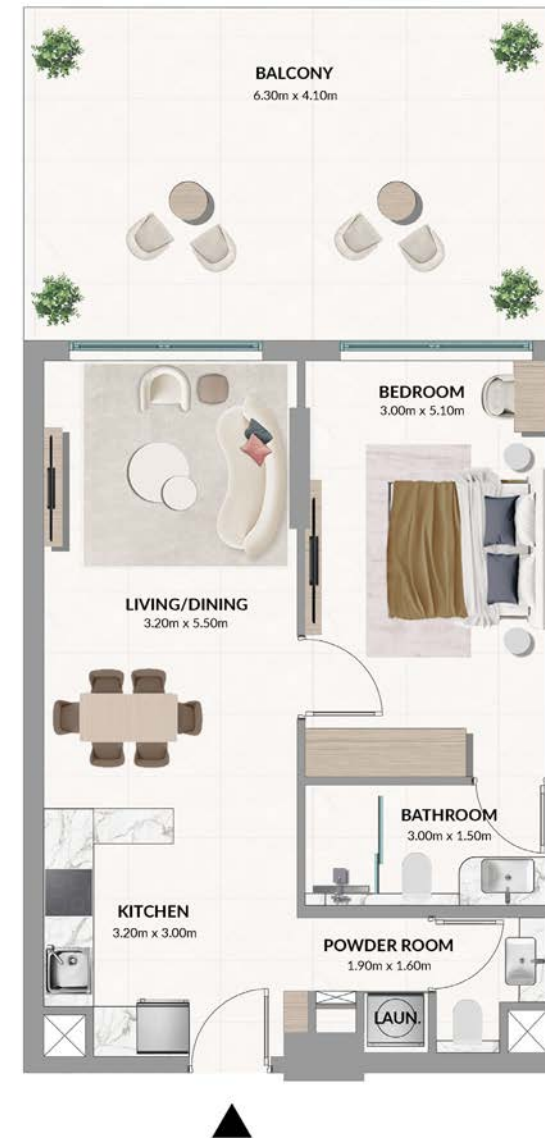 BALCONY
6.30m x 4.10m
BEDROOM
3.00m x 5.10m
LIVING/DINING
3.20m x 5.50m
BATHROOM
3.00m x 1.50m
KITCHEN
3.20m x 3.00m
POWDER ROOM
1.90m x 1.60m
LAUN.